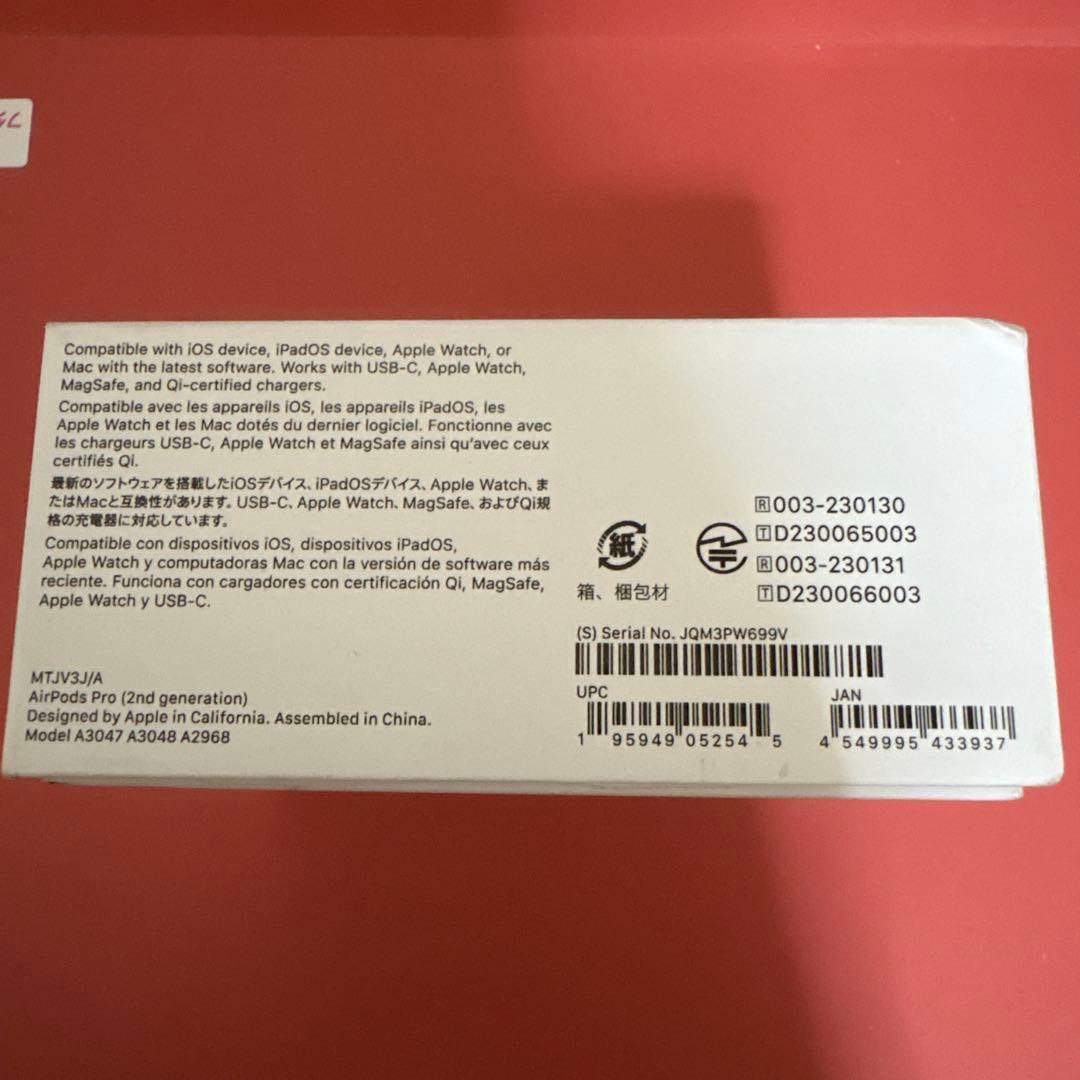 Compatible with iOS device, iPadOS device, Apple Watch, or
Mac with the latest software. Works with USB-C, Apple Watch,
MagSafe, and Qi-certified chargers.
Compatible avec les appareils iOS, les appareils iPadOS, les
Apple Watch et les Mac dotés du dernier logiciel. Fonctionne avec
les chargeurs USB-C, Apple Watch et MagSafe ainsi qu'avec ceux
certifiés Qi.
最新のソフトウェアを搭載したiOSデバイス、iPadOSデバイス、Apple Watch、ま
たはMacと互換性があります。USB-C、Apple Watch、MagSafe、およびQi規
格の充電器に対応しています。
Compatible con dispositivos iOS, dispositivos iPadOS,
Apple Watch y computadoras Mac con la versión de software más
reciente. Funciona con cargadores con certificación Qi, MagSafe,
Apple Watch y USB-C.
MTJV3J/A
AirPods Pro (2nd generation)
Designed by Apple in California. Assembled in China.
Model A3047 A3048 A2968
紙
箱、梱包材
R 003-230130
T D230065003
R 003-230131
T D230066003
(S) Serial No. JQM3PW699V
UPC
1 95949 05254 5
JAN
4 549995 433937